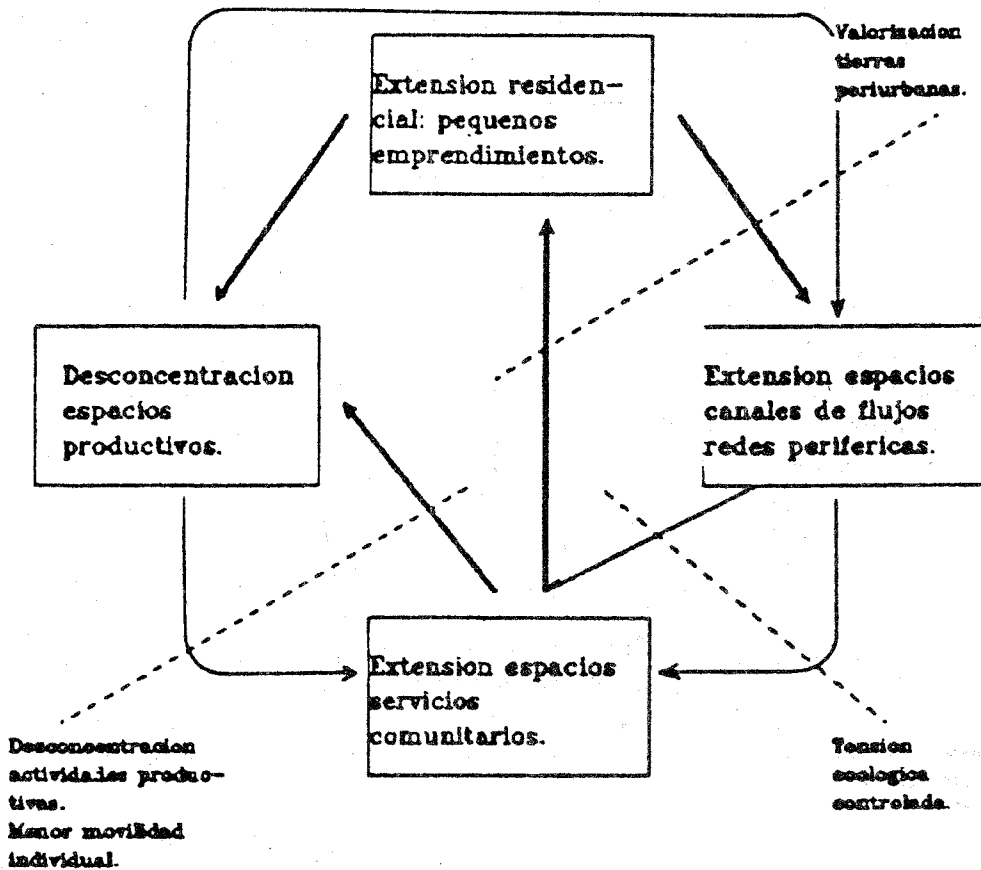 Valorizacion
tierras
periurbanas.
Extension residen-
cial: pequenos
emprendimientos.
Desconcentracion
espacios
productivos.
Extension espacios
canales de flujos
redes perifericas.
Extension espacios
servicios
comunitarios.
Desconcentracion
actividades produc-
tivas.
Menor movilidad
individual.
Tension
ecologica
controlada.